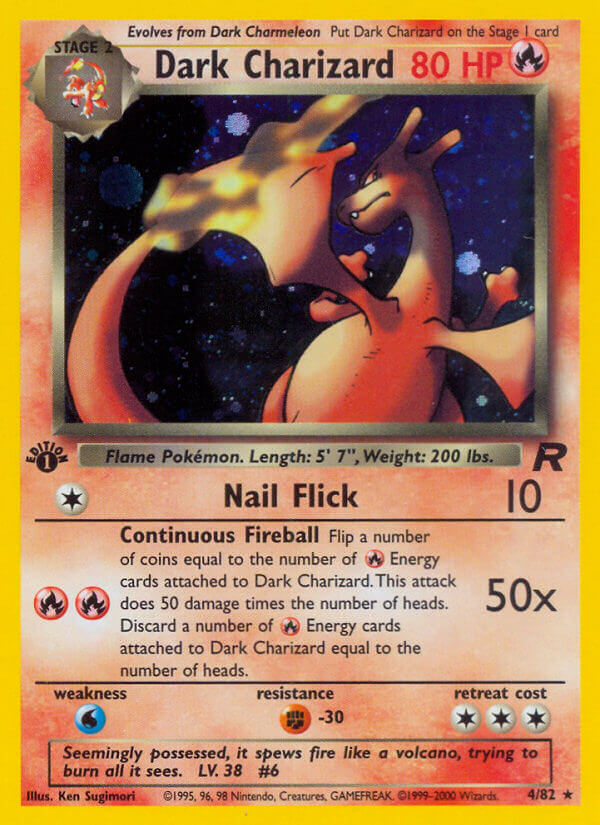 Evolves from Dark Charmeleon Put Dark Charizard on the Stage 1 card
STAGE 2
Dark Charizard 80 HP
EDITION
1
Flame Pokémon. Length: 5' 7", Weight: 200 lbs.
R
Nail Flick 10
Continuous Fireball Flip a number
of coins equal to the number of Energy
cards attached to Dark Charizard. This attack
does 50 damage times the number of heads.
50x
Discard a number of Energy cards
attached to Dark Charizard equal to the
number of heads.
weakness resistance retreat cost
-30
Seemingly possessed, it spews fire like a volcano, trying to
burn all it sees. LV. 38 #6
Illus. Ken Sugimori ©1995, 96, 98 Nintendo, Creatures, GAMEFREAK. ©1999-2000 Wizards. 4/82 ★